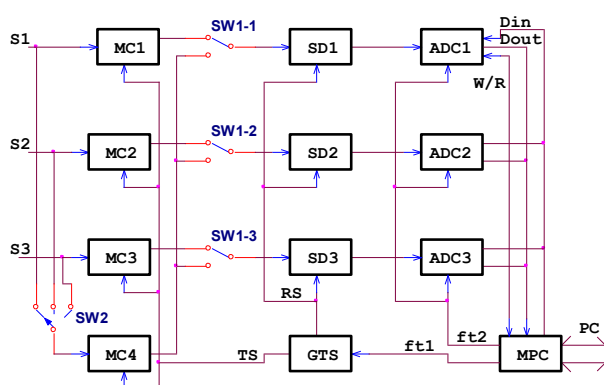 S1
MC1
SW1-1
SD1
ADC1
Din
Dout
W/R
S2
MC2
SW1-2
SD2
ADC2
S3
MC3
SW1-3
SD3
ADC3
RS
SW2
MC4
TS
GTS
ft1
ft2
MPC
PC